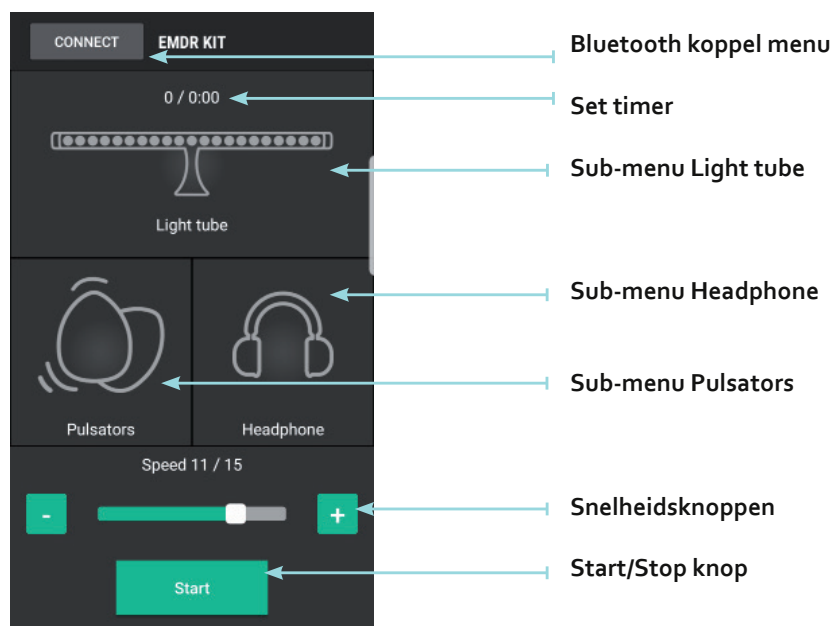 CONNECT EMDR KIT
Bluetooth koppel menu
0 / 0:00
Set timer
Sub-menu Light tube
Light tube
Sub-menu Headphone
Sub-menu Pulsators
Pulsators Headphone
Speed 11 / 15
- +
Snelheidsknoppen
Start/Stop knop
Start